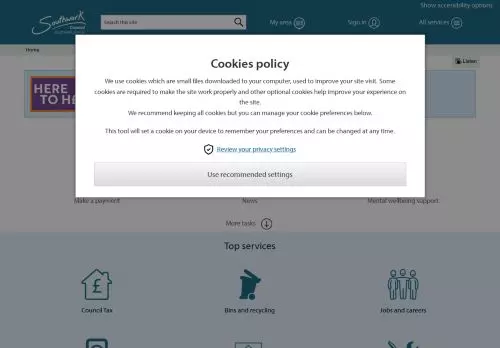 Show accessibility options
Southwark
Council
Search this site
My area
Sign in
All services
Home
Listen
HERE
TO H
Cookies policy
We use cookies which are small files downloaded to your computer, used to improve your site visit. Some
cookies are required to make the site work properly and other optional cookies help improve your experience on
the site.
We recommend keeping all cookies but you can manage your cookie preferences below.
This tool will set a cookie on your device to remember your preferences and can be changed at any time.
Review your privacy settings
Use recommended settings
Make a payment
News
Mental wellbeing support
More tasks
Top services
Council Tax
Bins and recycling
Jobs and careers